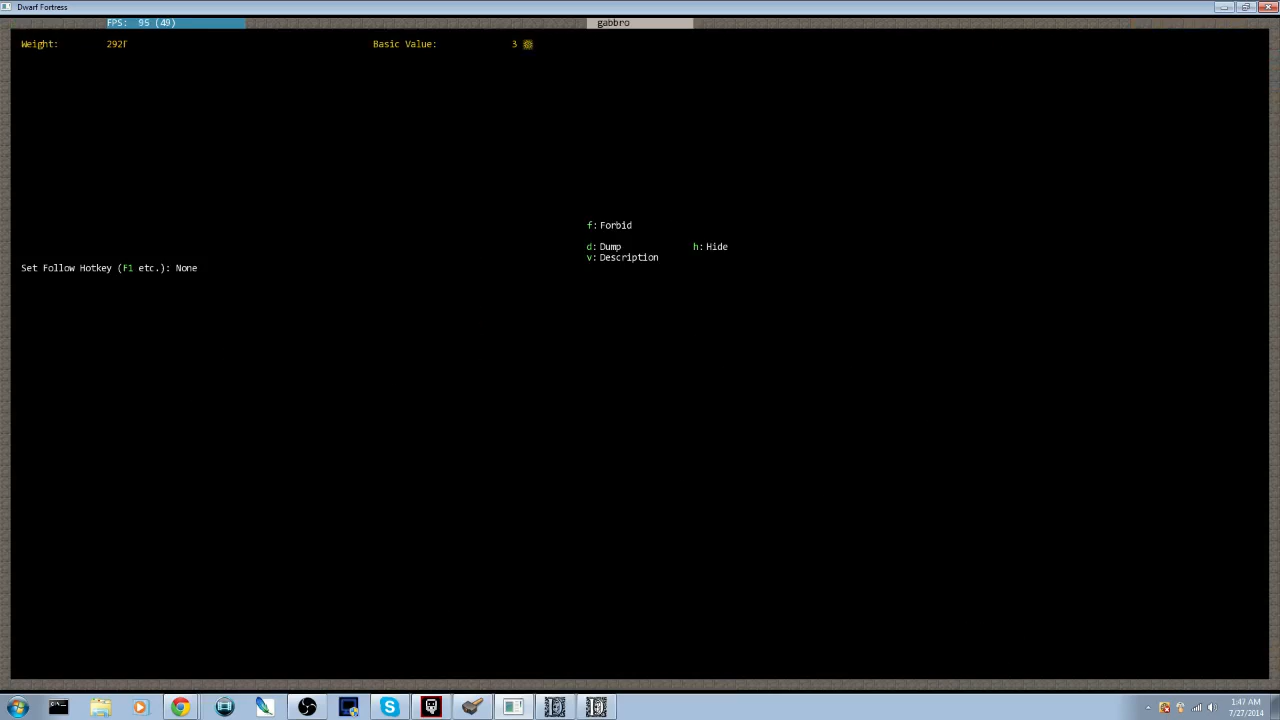 Dwarf Fortress
FPS: 95 (49)
gabbro
Weight: 292Γ Basic Value: 3 ☼
f: Forbid
d: Dump h: Hide
v: Description
Set Follow Hotkey (F1 etc.): None
1:47 AM
7/27/2014